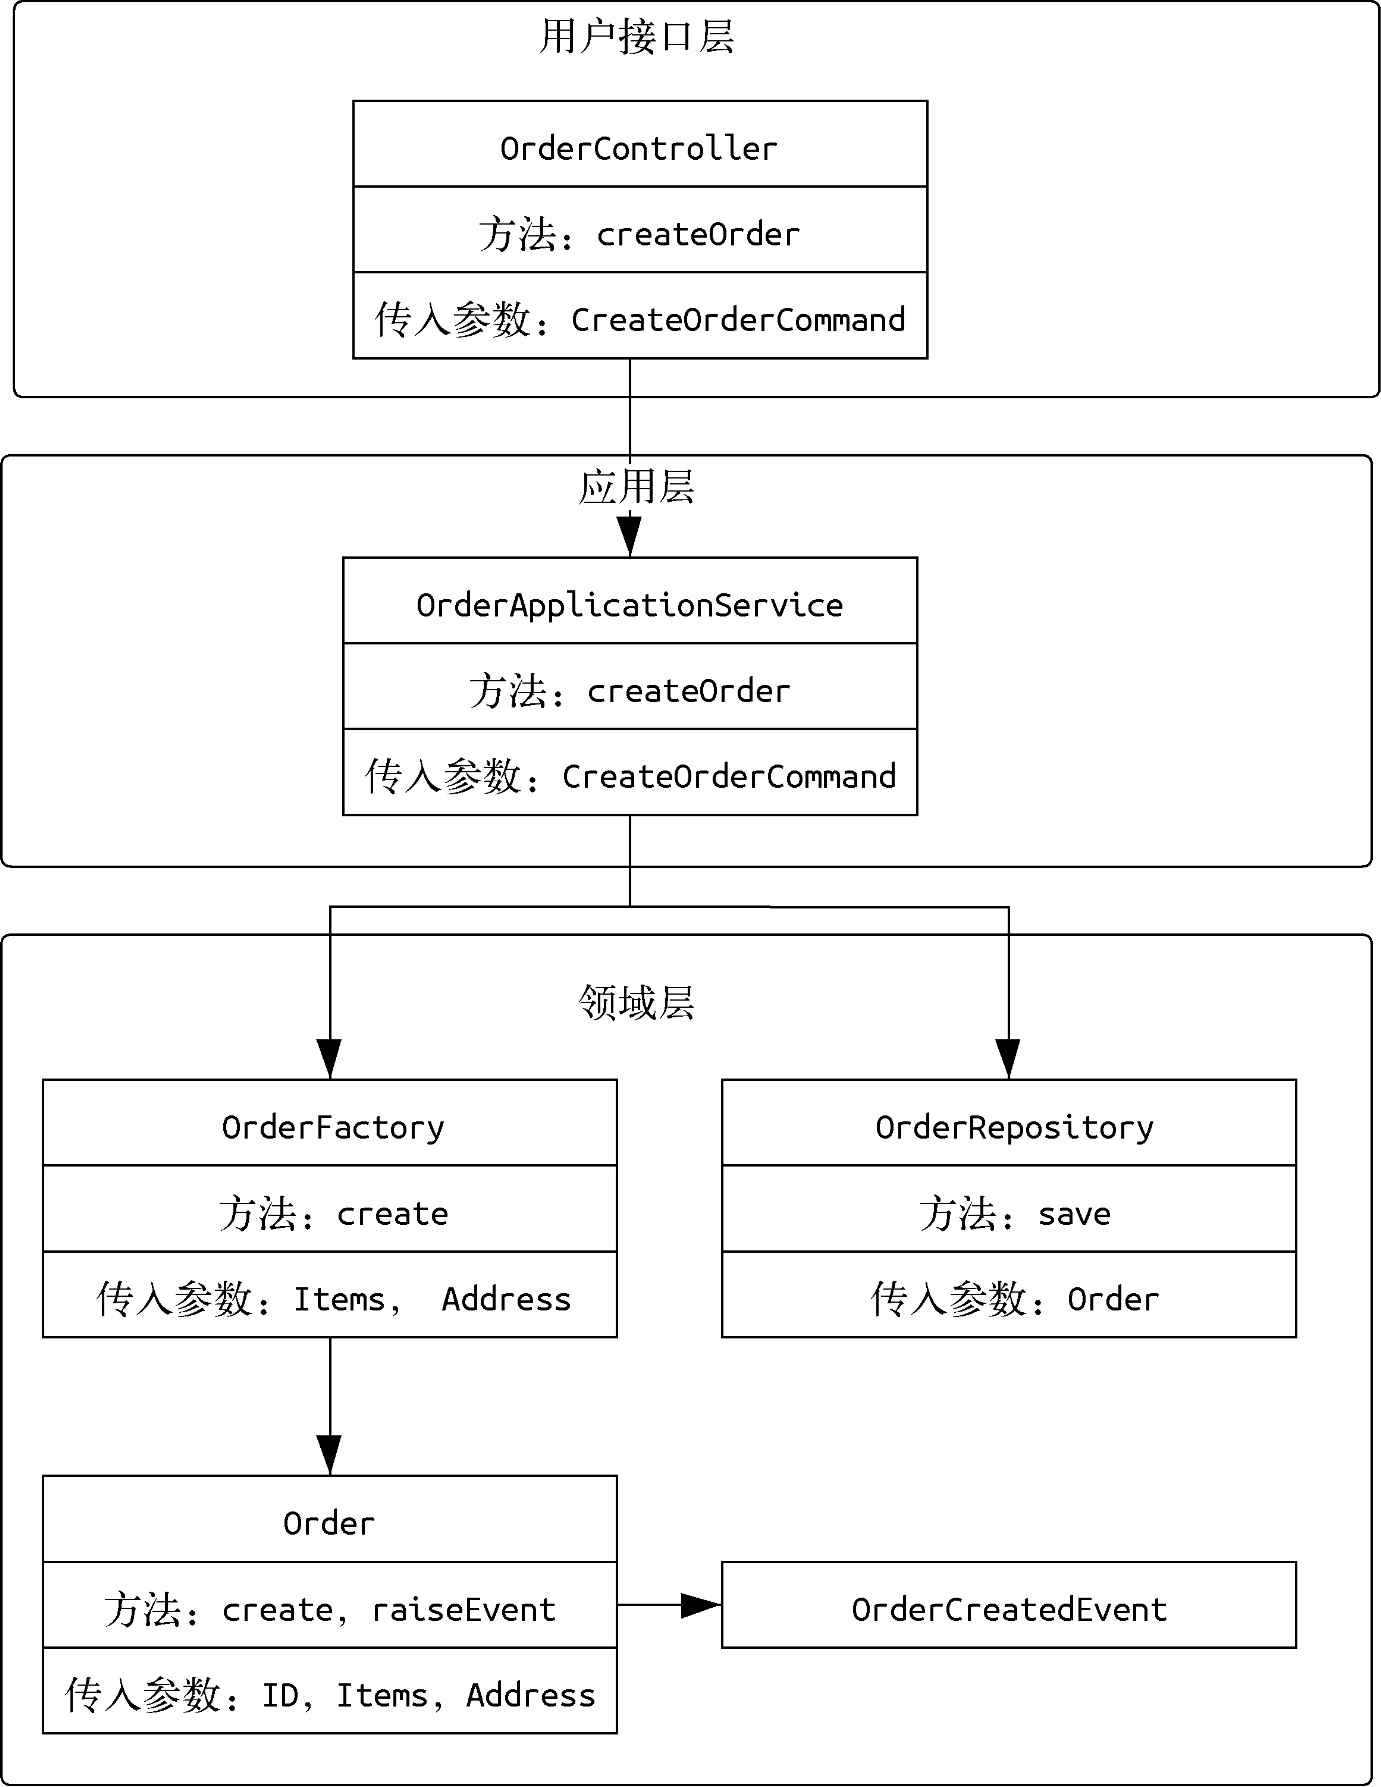 用户接口层
OrderController
方法：createOrder
传入参数：CreateOrderCommand
应用层
OrderApplicationService
方法：createOrder
传入参数：CreateOrderCommand
领域层
OrderFactory
方法：create
传入参数：Items， Address
OrderRepository
方法：save
传入参数：Order
Order
方法：create，raiseEvent
传入参数：ID，Items，Address
OrderCreatedEvent